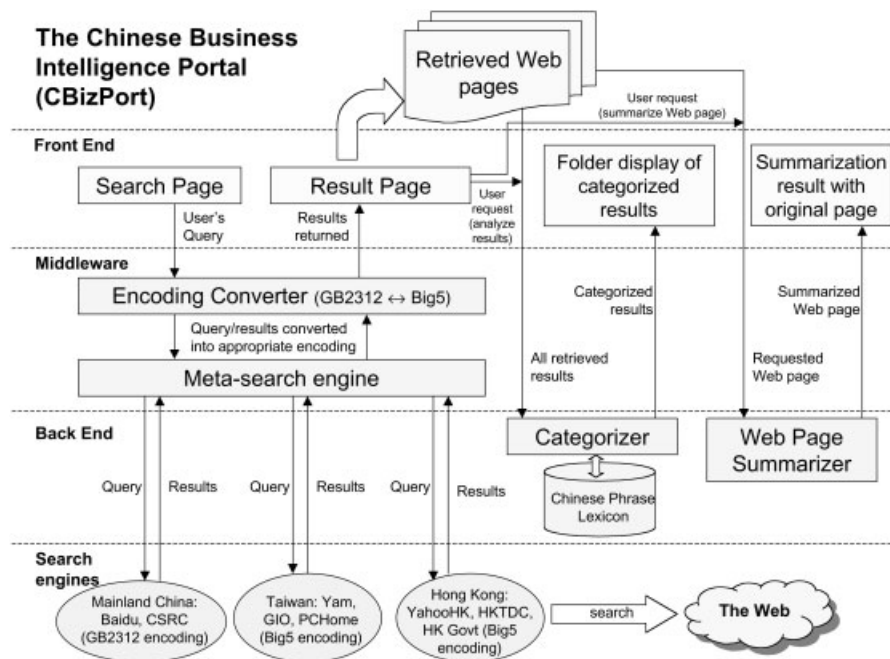 The Chinese Business
Intelligence Portal
(CBizPort)
Retrieved Web
pages
User request
(summarize Web page)
Front End
Search Page
Result Page
Folder display of
categorized
results
Summarization
result with
original page
User's
Query
Results
returned
User
request
(analyze
results)
Middleware
Encoding Converter (GB2312 ↔ Big5)
Categorized
results
Summarized
Web page
Query/results converted
into appropriate encoding
Meta-search engine
All retrieved
results
Requested
Web page
Back End
Categorizer
Web Page
Summarizer
Query
Results
Query
Results
Query
Results
Chinese Phrase
Lexicon
Search
engines
Mainland China:
Baidu, CSRC
(GB2312 encoding)
Taiwan: Yam,
GIO, PCHome
(Big5 encoding)
Hong Kong:
YahooHK, HKTDC,
HK Govt (Big5
encoding)
search
The Web